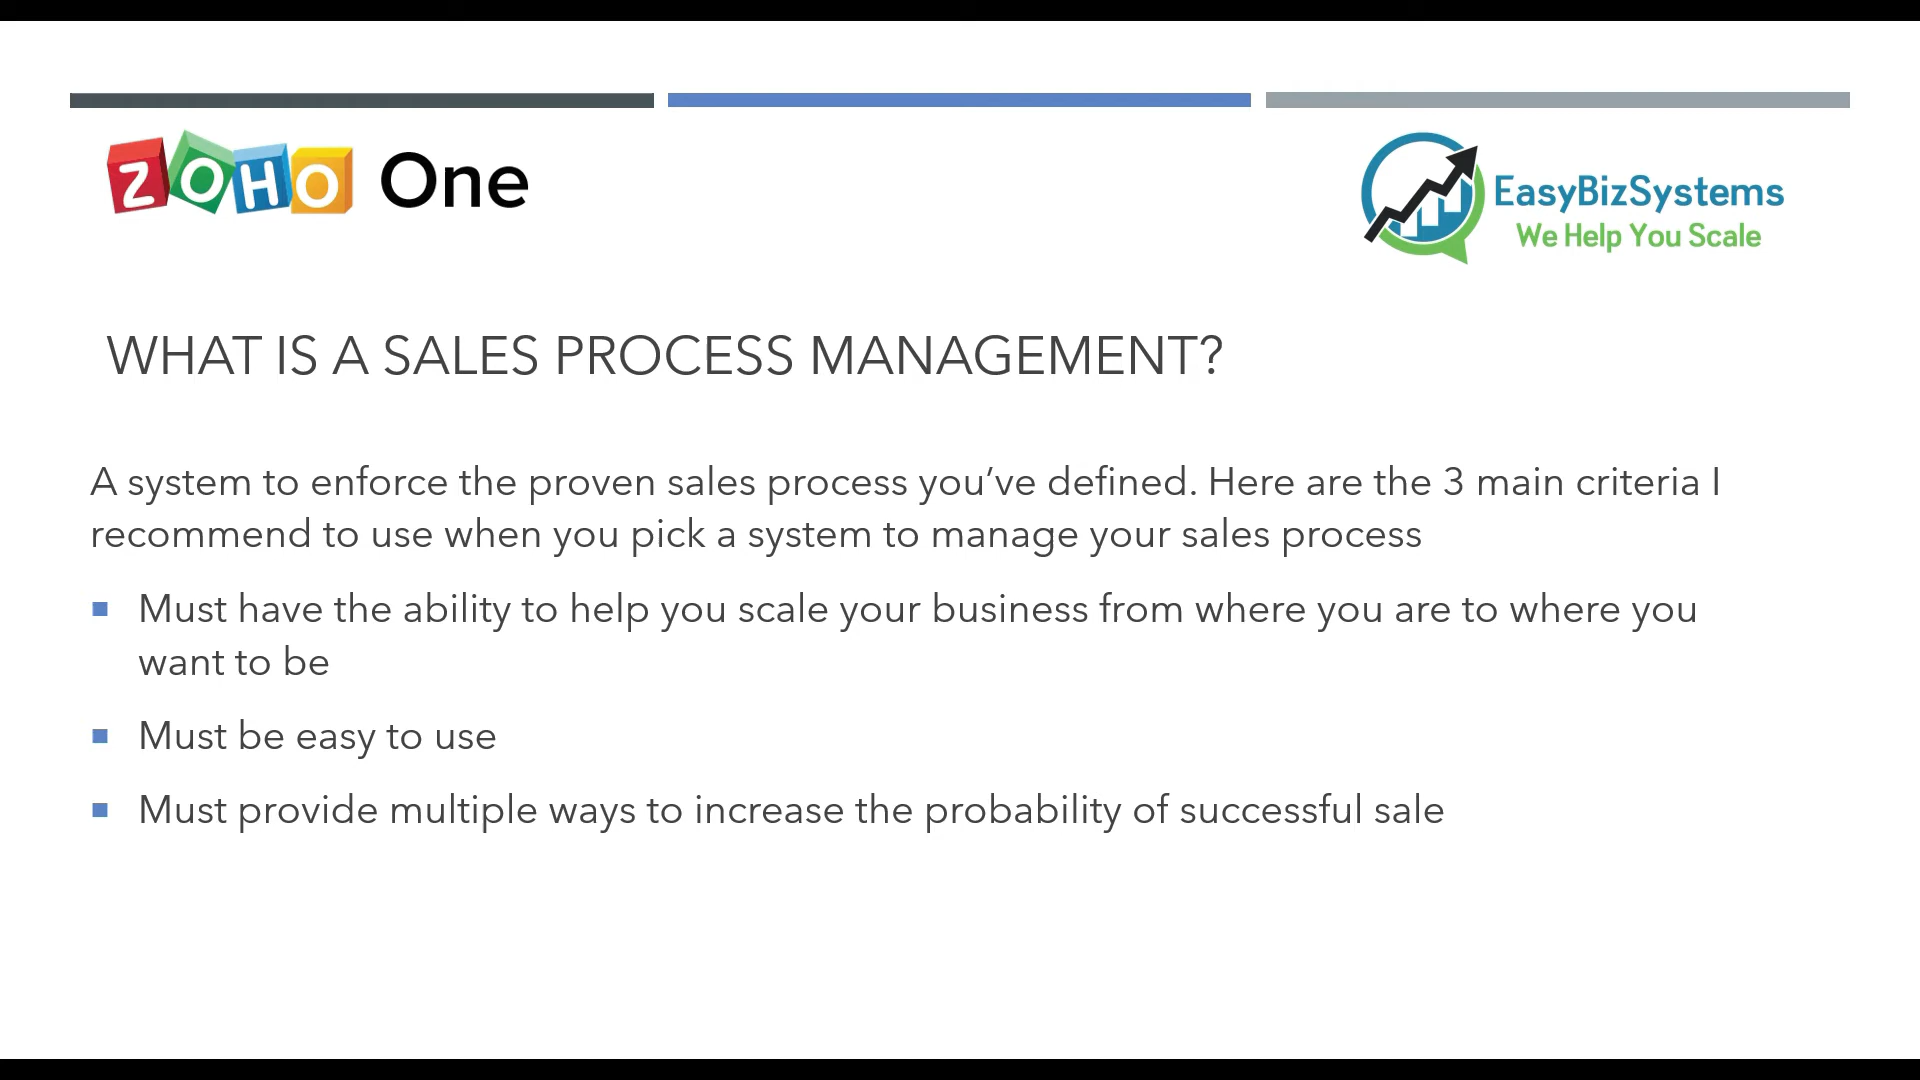 ZOHO One
EasyBizSystems
We Help You Scale
WHAT IS A SALES PROCESS MANAGEMENT?
A system to enforce the proven sales process you’ve defined. Here are the 3 main criteria I
recommend to use when you pick a system to manage your sales process
Must have the ability to help you scale your business from where you are to where you
want to be
Must be easy to use
Must provide multiple ways to increase the probability of successful sale